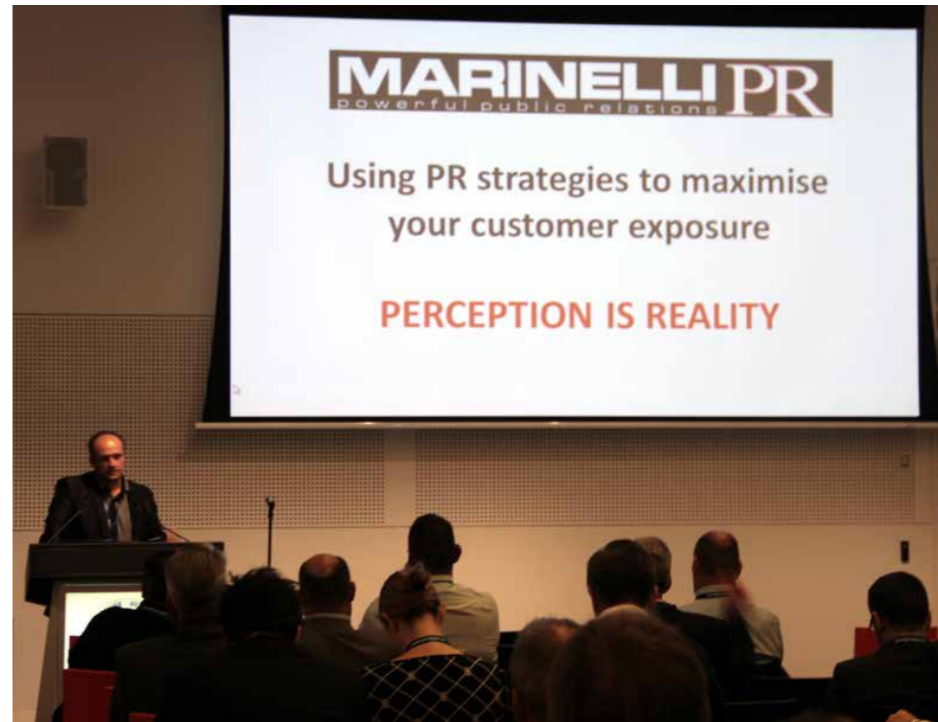 MARINELLI PR
powerful public relations
Using PR strategies to maximise
your customer exposure
PERCEPTION IS REALITY